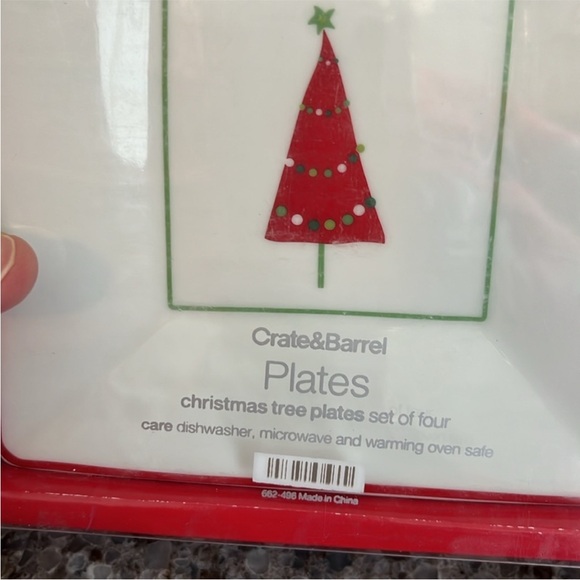 Crate&Barrel
Plates
christmas tree plates set of four
care dishwasher, microwave and warming oven safe
662-496 Made in China